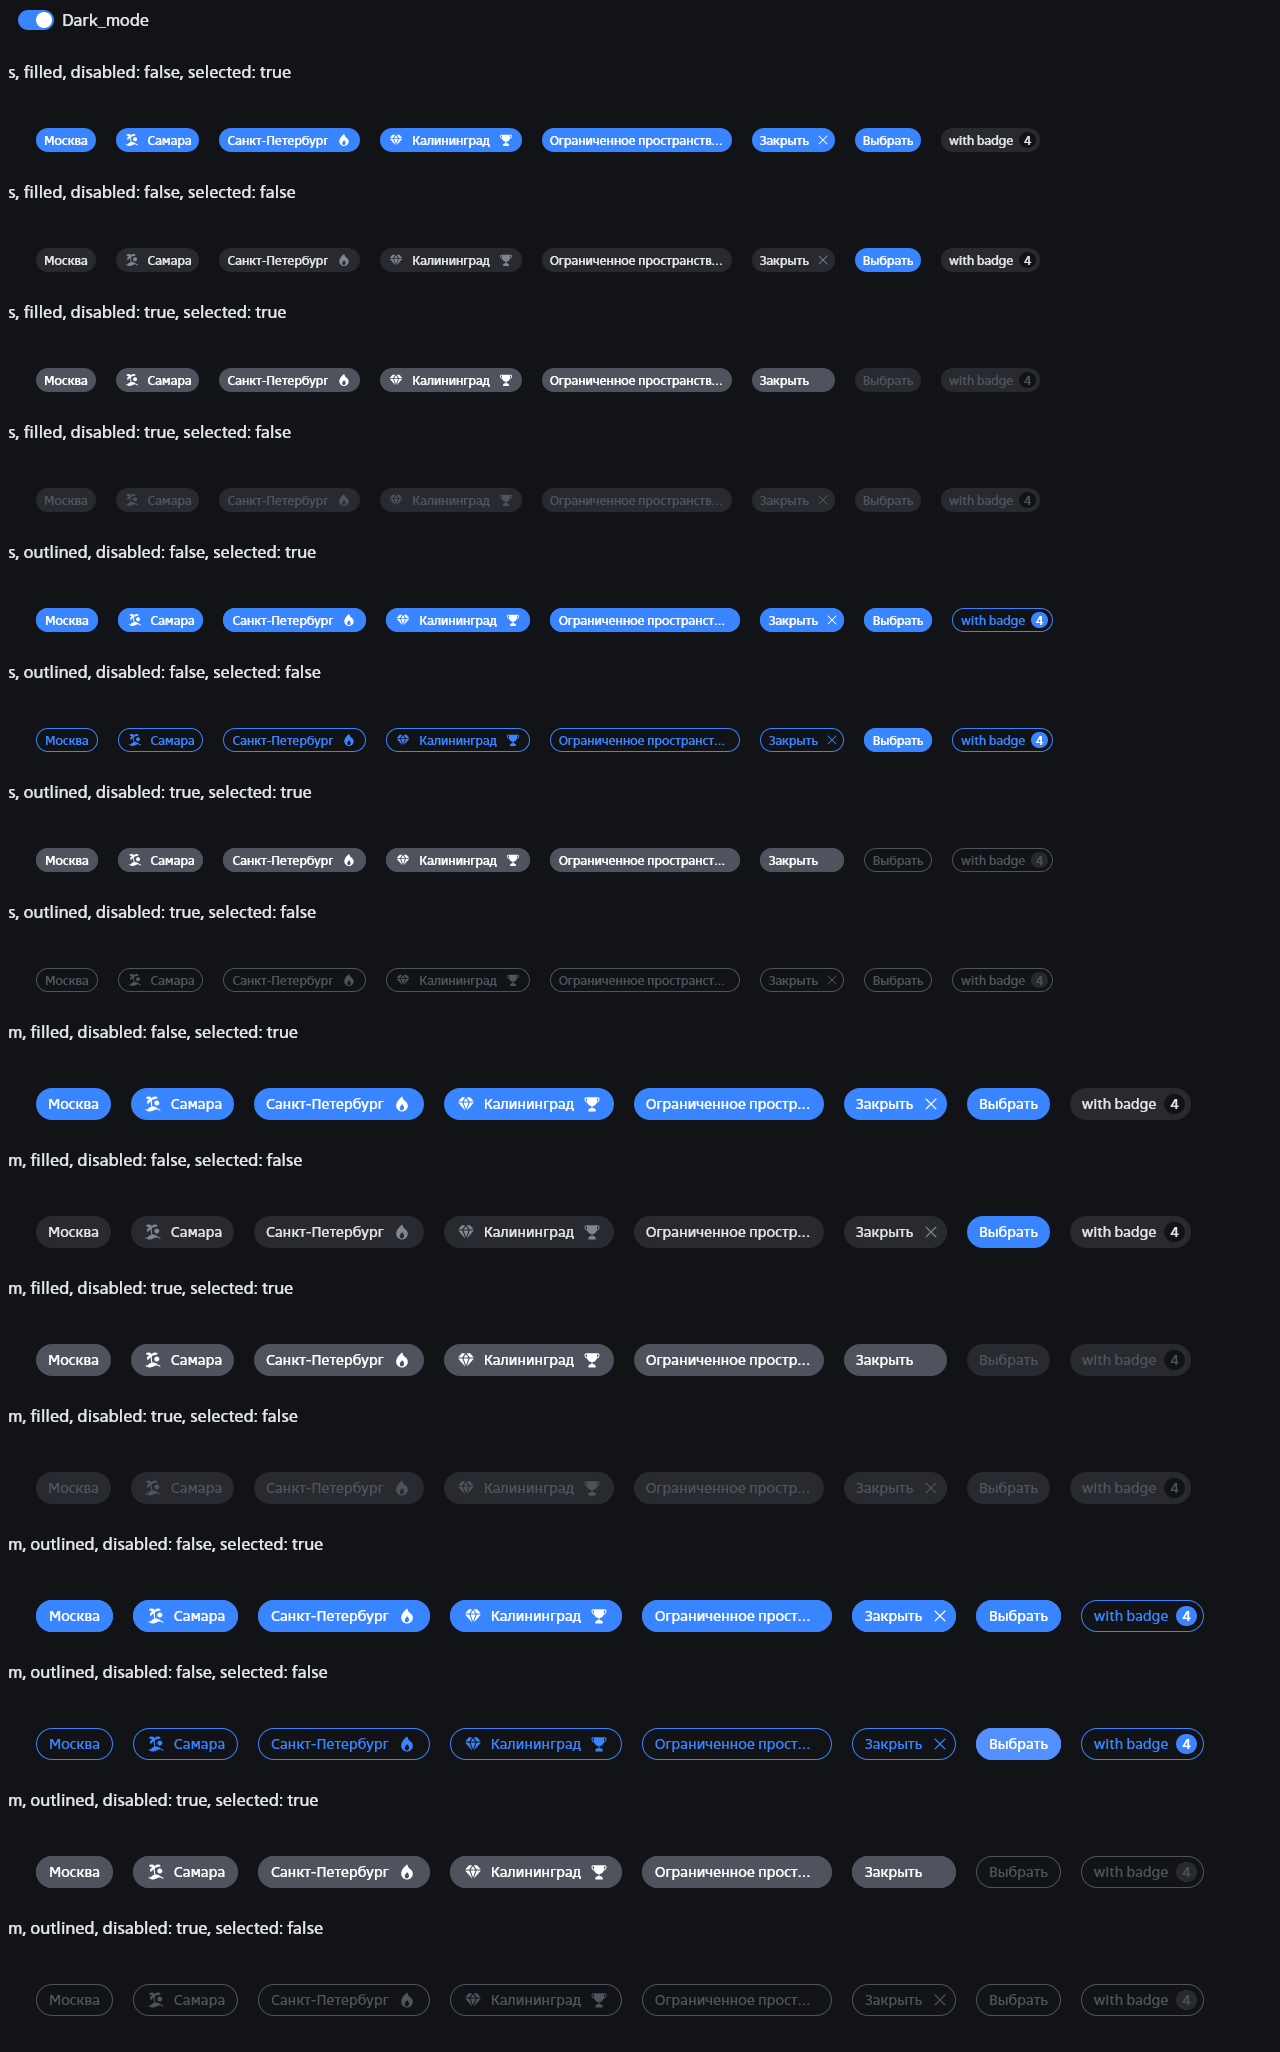 Dark_mode
s, filled, disabled: false, selected: true
Москва Самара Санкт-Петербург Калининград Ограниченное пространств... Закрыть Выбрать with badge 4
s, filled, disabled: false, selected: false
Москва Самара Санкт-Петербург Калининград Ограниченное пространств... Закрыть Выбрать with badge 4
s, filled, disabled: true, selected: true
Москва Самара Санкт-Петербург Калининград Ограниченное пространств... Закрыть Выбрать with badge 4
s, filled, disabled: true, selected: false
Москва Самара Санкт-Петербург Калининград Ограниченное пространств... Закрыть Выбрать with badge 4
s, outlined, disabled: false, selected: true
Москва Самара Санкт-Петербург Калининград Ограниченное пространст... Закрыть Выбрать with badge 4
s, outlined, disabled: false, selected: false
Москва Самара Санкт-Петербург Калининград Ограниченное пространст... Закрыть Выбрать with badge 4
s, outlined, disabled: true, selected: true
Москва Самара Санкт-Петербург Калининград Ограниченное пространст... Закрыть Выбрать with badge 4
s, outlined, disabled: true, selected: false
Москва Самара Санкт-Петербург Калининград Ограниченное пространст... Закрыть Выбрать with badge 4
m, filled, disabled: false, selected: true
Москва Самара Санкт-Петербург Калининград Ограниченное простр... Закрыть Выбрать with badge 4
m, filled, disabled: false, selected: false
Москва Самара Санкт-Петербург Калининград Ограниченное простр... Закрыть Выбрать with badge 4
m, filled, disabled: true, selected: true
Москва Самара Санкт-Петербург Калининград Ограниченное простр... Закрыть Выбрать with badge 4
m, filled, disabled: true, selected: false
Москва Самара Санкт-Петербург Калининград Ограниченное простр... Закрыть Выбрать with badge 4
m, outlined, disabled: false, selected: true
Москва Самара Санкт-Петербург Калининград Ограниченное прост... Закрыть Выбрать with badge 4
m, outlined, disabled: false, selected: false
Москва Самара Санкт-Петербург Калининград Ограниченное прост... Закрыть Выбрать with badge 4
m, outlined, disabled: true, selected: true
Москва Самара Санкт-Петербург Калининград Ограниченное прост... Закрыть Выбрать with badge 4
m, outlined, disabled: true, selected: false
Москва Самара Санкт-Петербург Калининград Ограниченное прост... Закрыть Выбрать with badge 4